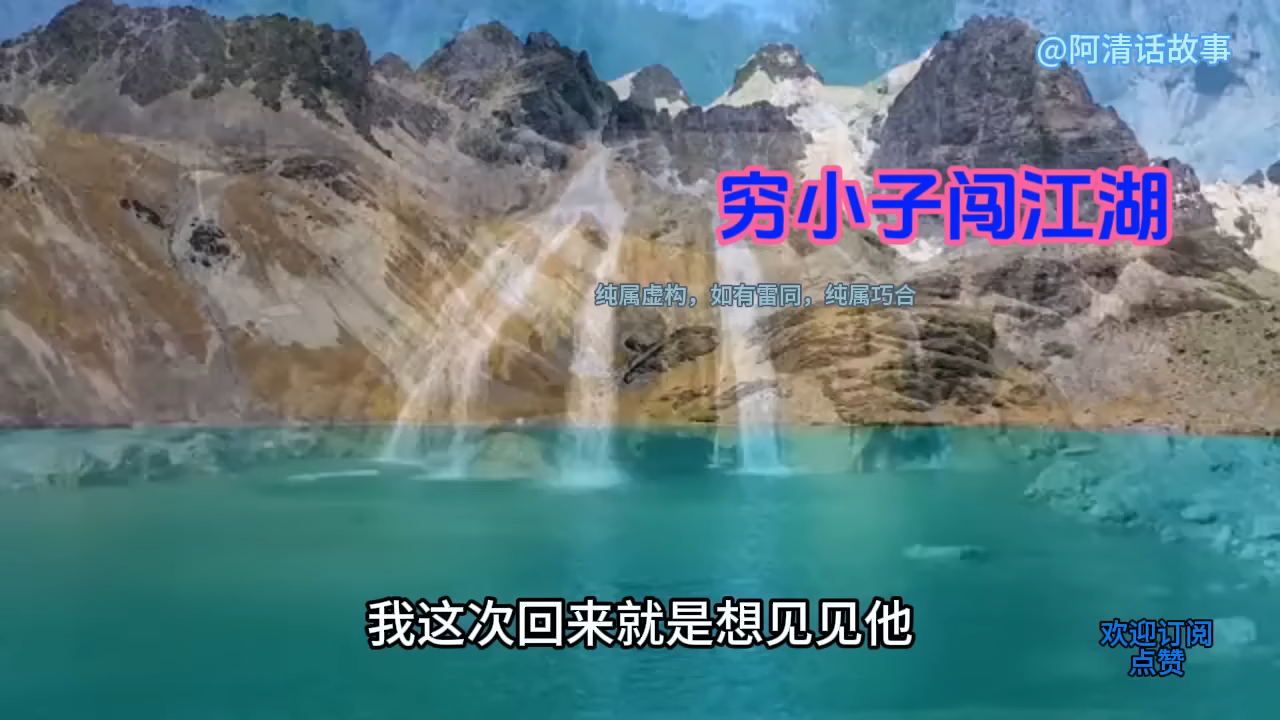 @阿清话故事
穷小子闯江湖
纯属虚构，如有雷同，纯属巧合
我这次回来就是想见见他
欢迎订阅
点赞